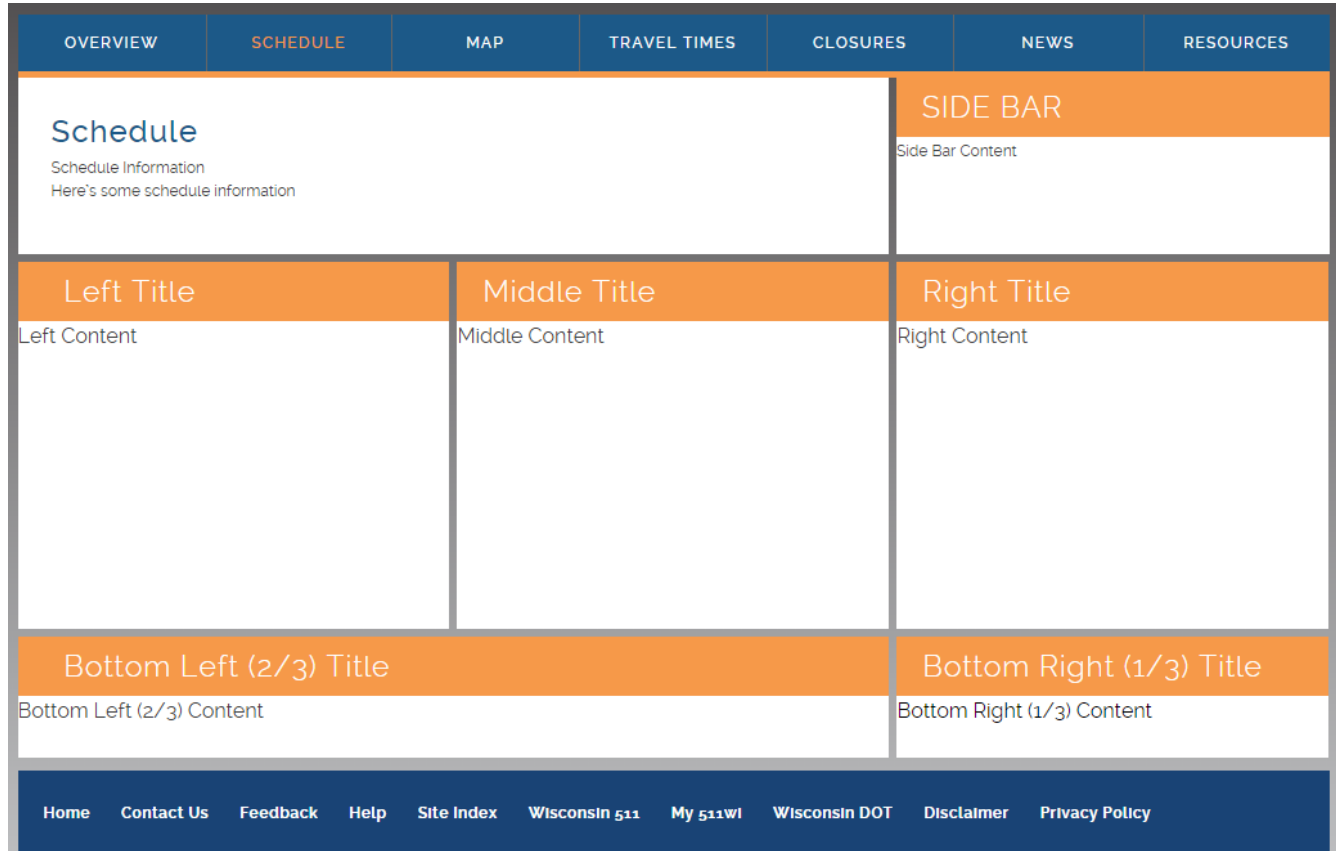 OVERVIEW SCHEDULE MAP TRAVEL TIMES CLOSURES NEWS RESOURCES
Schedule
Schedule Information
Here's some schedule information
SIDE BAR
Side Bar Content
Left Title
Left Content
Middle Title
Middle Content
Right Title
Right Content
Bottom Left (2/3) Title
Bottom Left (2/3) Content
Bottom Right (1/3) Title
Bottom Right (1/3) Content
Home Contact Us Feedback Help Site Index Wisconsin 511 My 511WI Wisconsin DOT Disclaimer Privacy Policy